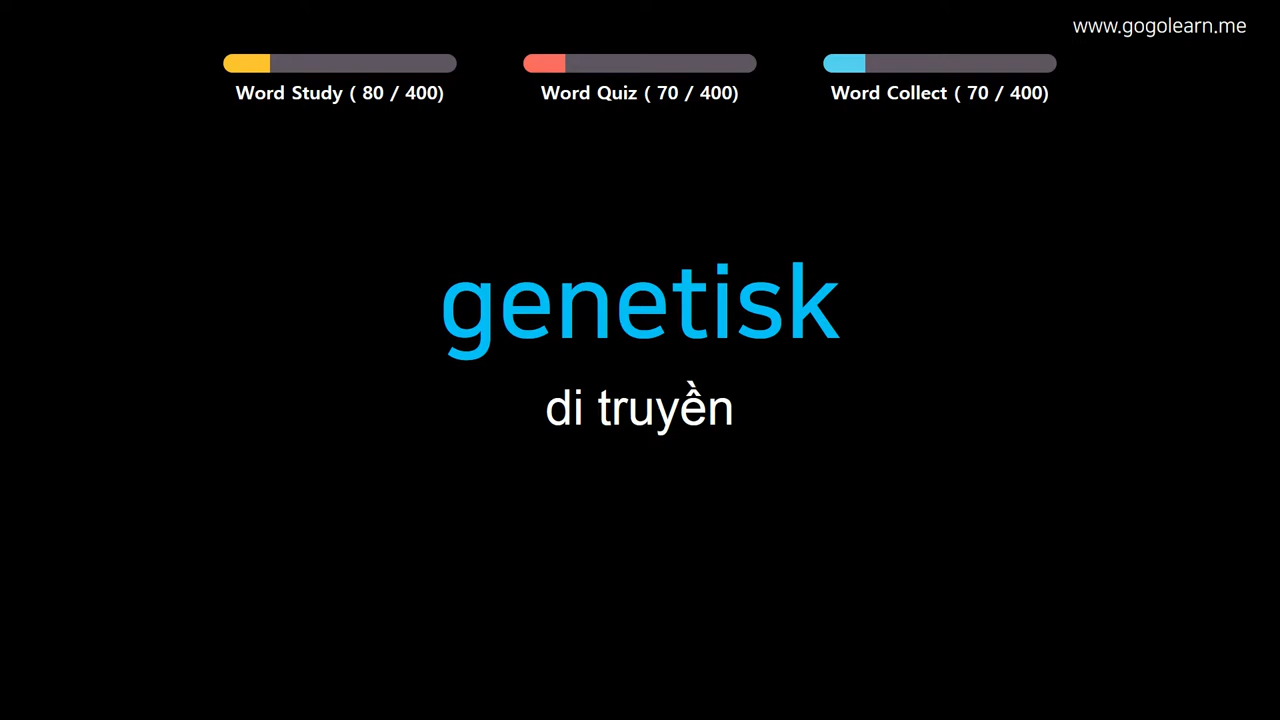 www.gogolearn.me
Word Study ( 80 / 400)
Word Quiz ( 70 / 400)
Word Collect ( 70 / 400)
genetisk
di truyền